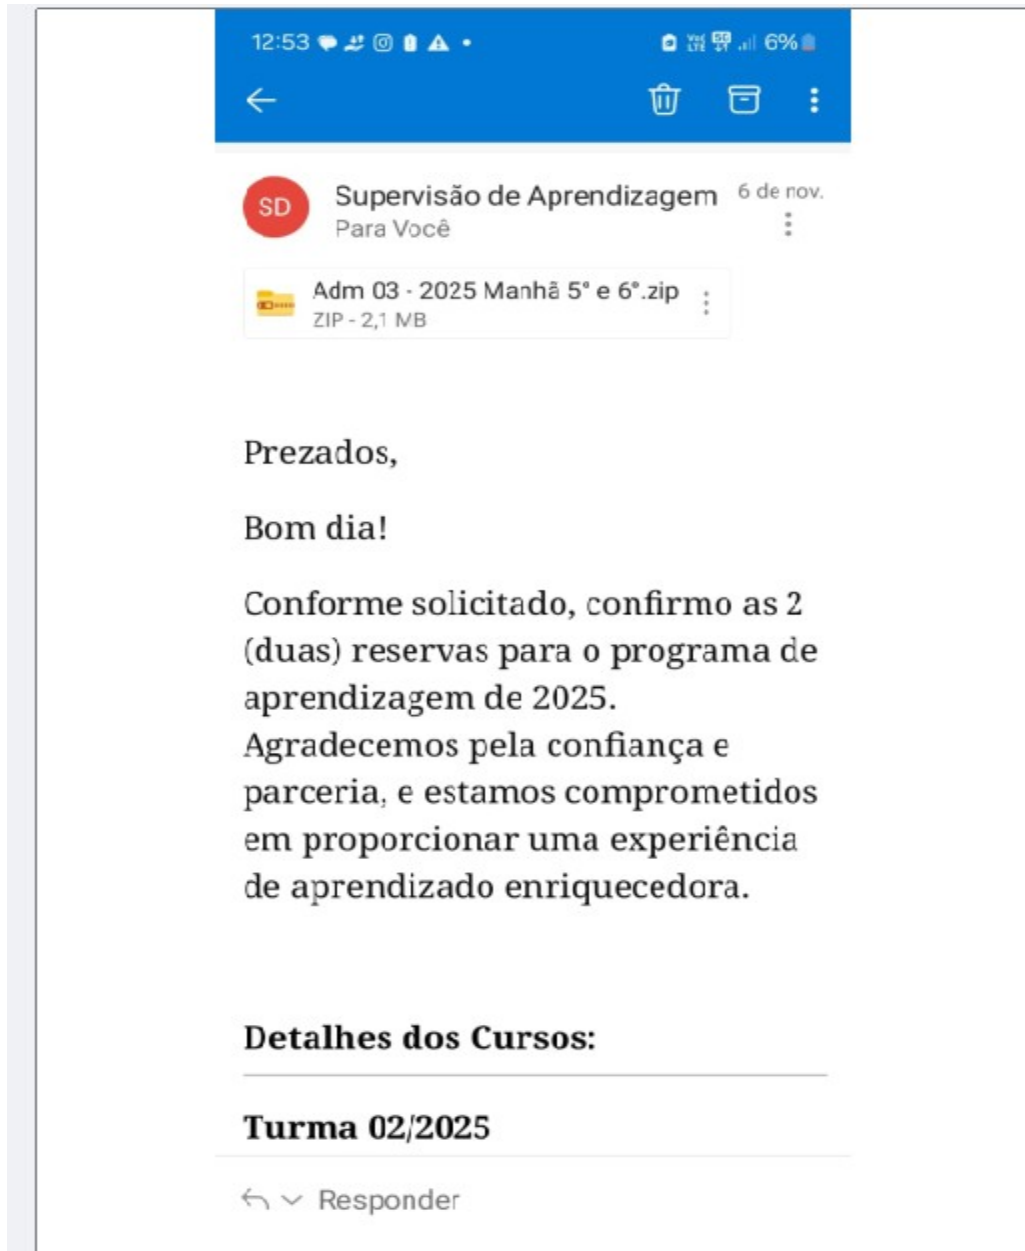 12:53 6%
SD
Supervisão de Aprendizagem 6 de nov.
Para Você
Adm 03 - 2025 Manhã 5° e 6°.zip
ZIP - 2,1 MB
Prezados,
Bom dia!
Conforme solicitado, confirmo as 2
(duas) reservas para o programa de
aprendizagem de 2025.
Agradecemos pela confiança e
parceria, e estamos comprometidos
em proporcionar uma experiência
de aprendizado enriquecedora.
Detalhes dos Cursos:
Turma 02/2025
Responder